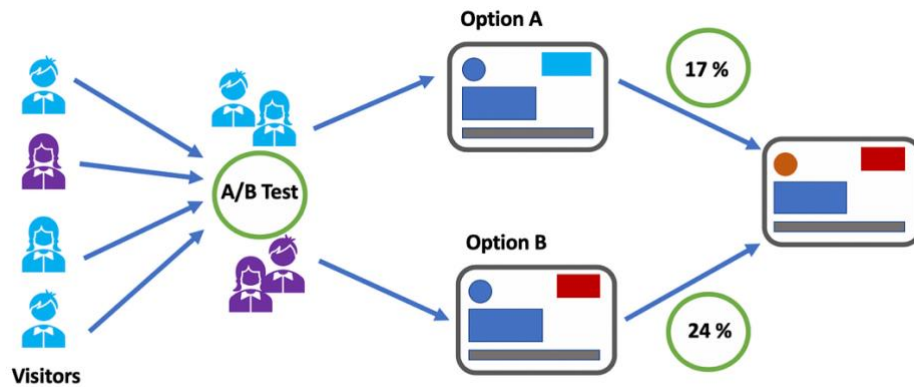 Option A
17 %
A/B Test
Option B
24 %
Visitors